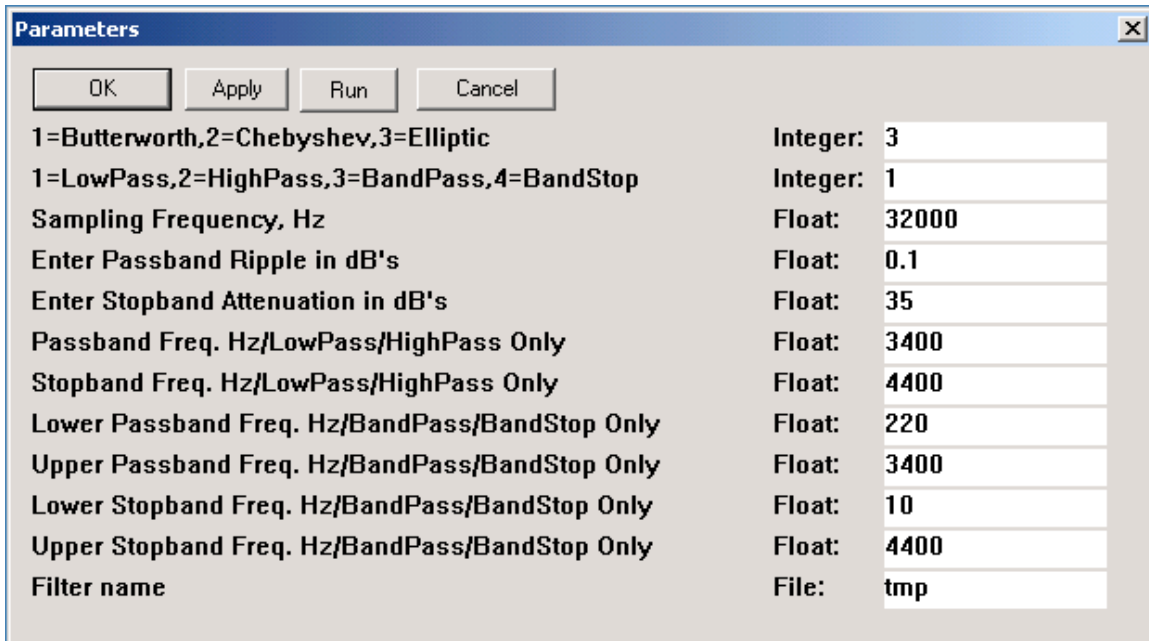 Parameters
OK Apply Run Cancel
1=Butterworth,2=Chebyshev,3=Elliptic Integer: 3
1=LowPass,2=HighPass,3=BandPass,4=BandStop Integer: 1
Sampling Frequency, Hz Float: 32000
Enter Passband Ripple in dB's Float: 0.1
Enter Stopband Attenuation in dB's Float: 35
Passband Freq. Hz/LowPass/HighPass Only Float: 3400
Stopband Freq. Hz/LowPass/HighPass Only Float: 4400
Lower Passband Freq. Hz/BandPass/BandStop Only Float: 220
Upper Passband Freq. Hz/BandPass/BandStop Only Float: 3400
Lower Stopband Freq. Hz/BandPass/BandStop Only Float: 10
Upper Stopband Freq. Hz/BandPass/BandStop Only Float: 4400
Filter name File: tmp